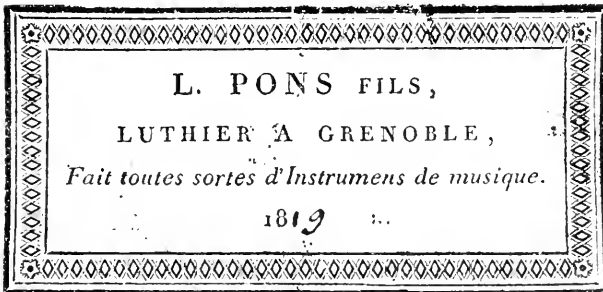 L. PONS FILS,
LUTHIER A GRENOBLE,
Fait toutes sortes d'Instrumens de musique.
1819